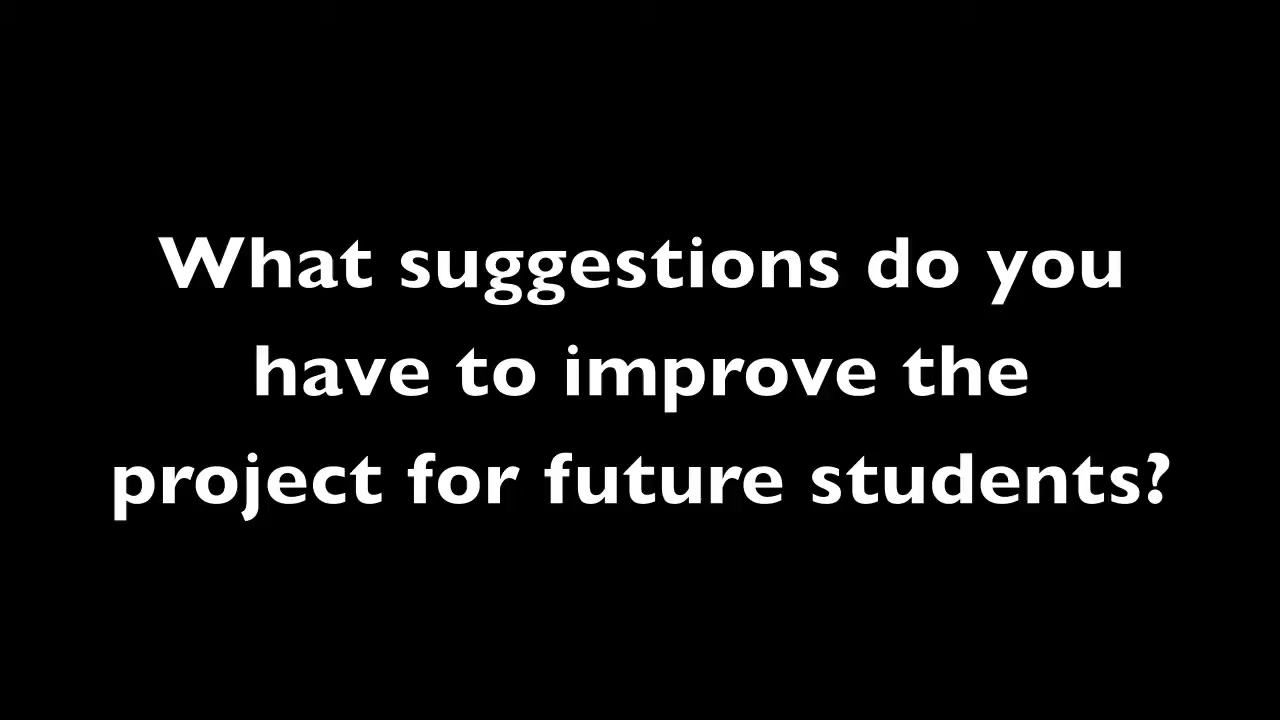 What suggestions do you
have to improve the
project for future students?